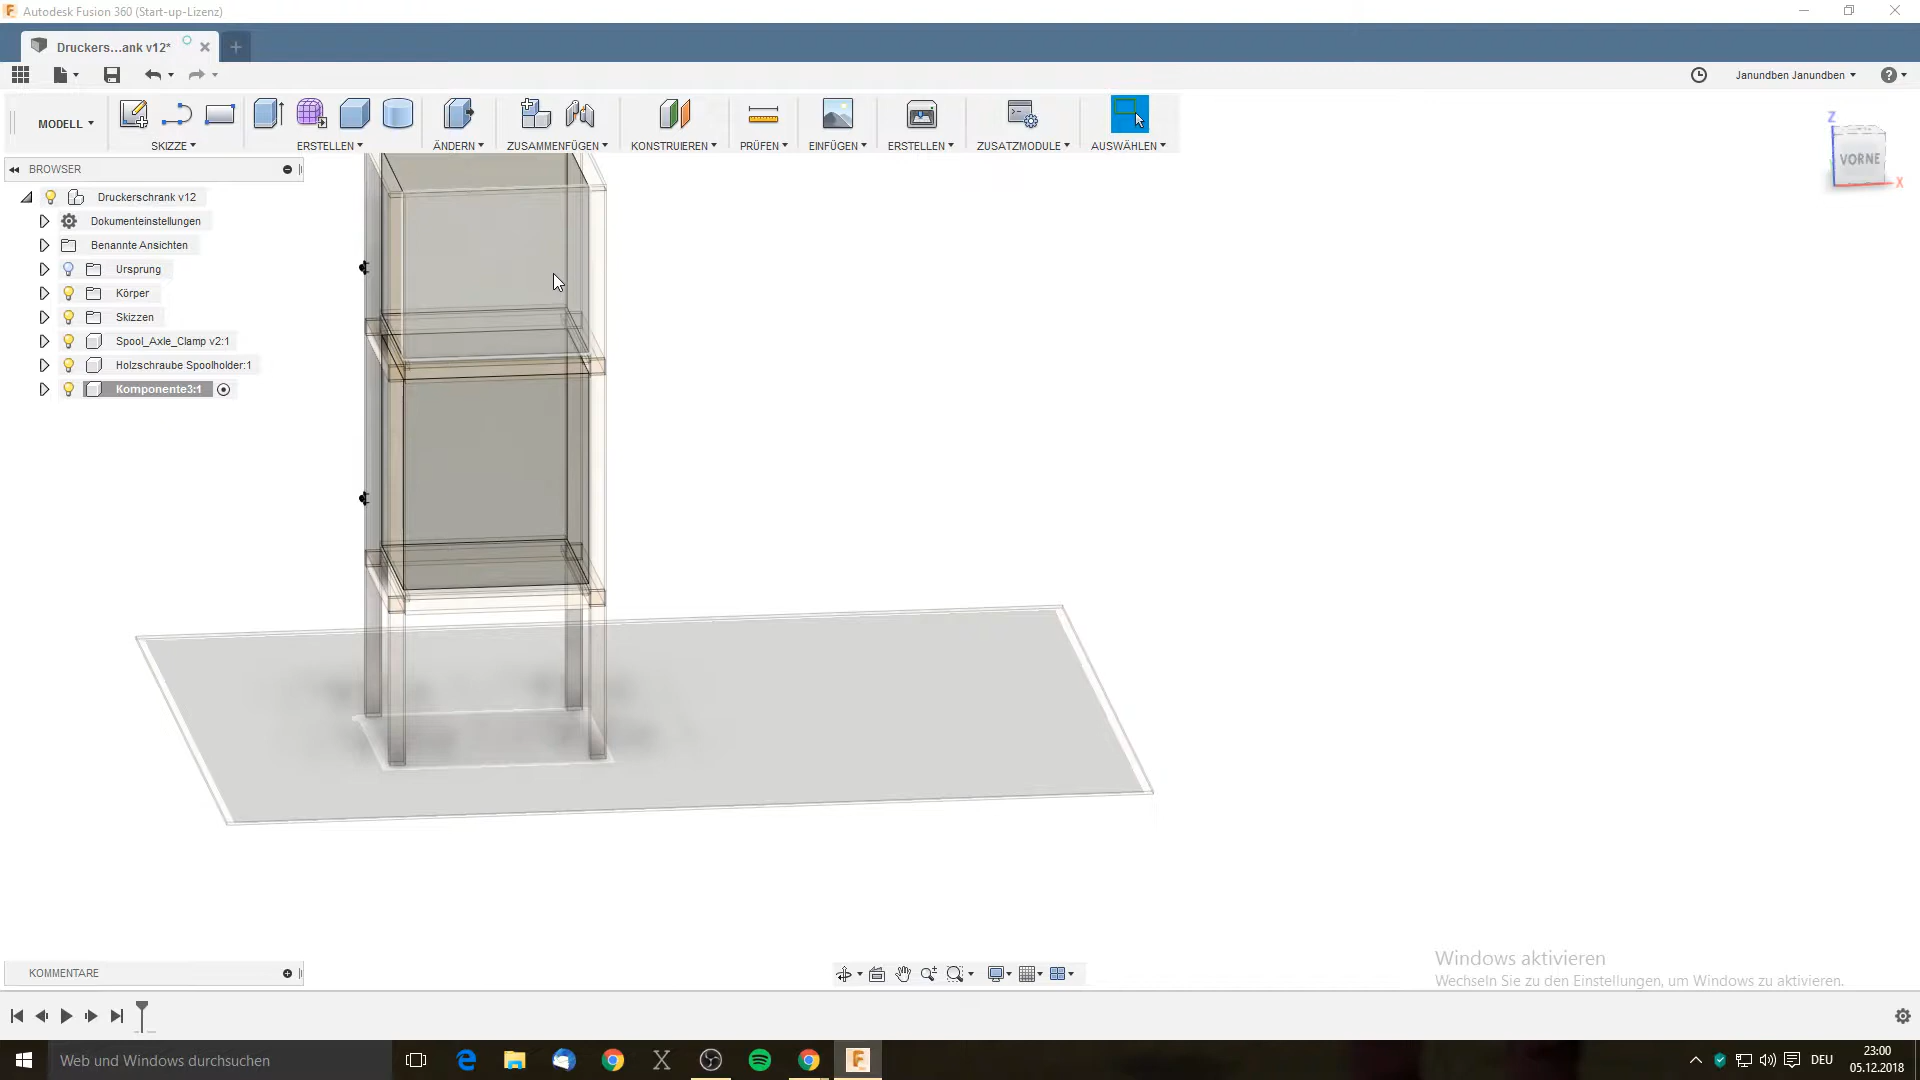 Autodesk Fusion 360 (Start-up-Lizenz)
Druckers...ank v12*
Janundben Janundben
MODELL
SKIZZE
ERSTELLEN
ÄNDERN
ZUSAMMENFÜGEN
KONSTRUIEREN
PRÜFEN
EINFÜGEN
ERSTELLEN
ZUSATZMODULE
AUSWÄHLEN
Z
VORNE
X
BROWSER
Druckerschrank v12
Dokumenteinstellungen
Benannte Ansichten
Ursprung
Körper
Skizzen
Spool_Axle_Clamp v2:1
Holzschraube Spoolholder:1
Komponente3:1
Windows aktivieren
Wechseln Sie zu den Einstellungen, um Windows zu aktivieren.
KOMMENTARE
Web und Windows durchsuchen
DEU
23:00
05.12.2018